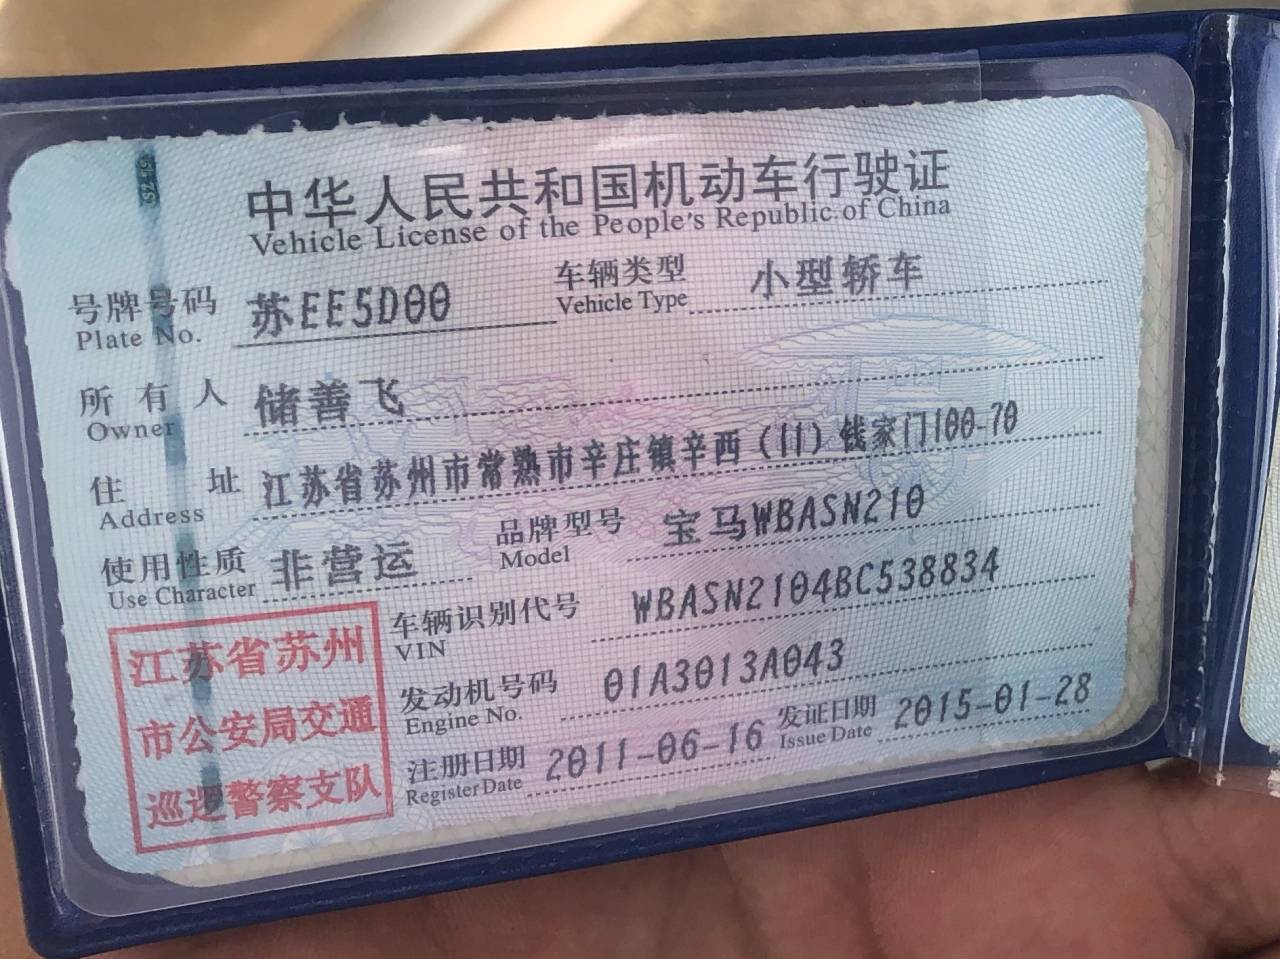 中华人民共和国机动车行驶证
Vehicle License of the People's Republic of China
号牌号码 苏EE5D00 车辆类型 小型轿车
Plate No. Vehicle Type
所有人 储善飞
Owner
住址 江苏省苏州市常熟市辛庄镇辛西(11)钱家门100-70
Address
使用性质 非营运 品牌型号 宝马WBASN210
Use Character Model
车辆识别代号 WBASN2104BC538834
VIN
发动机号码 01A3013A043
Engine No.
注册日期 2011-06-16 发证日期 2015-01-28
Register Date Issue Date
江苏省苏州
市公安局交通
巡逻警察支队